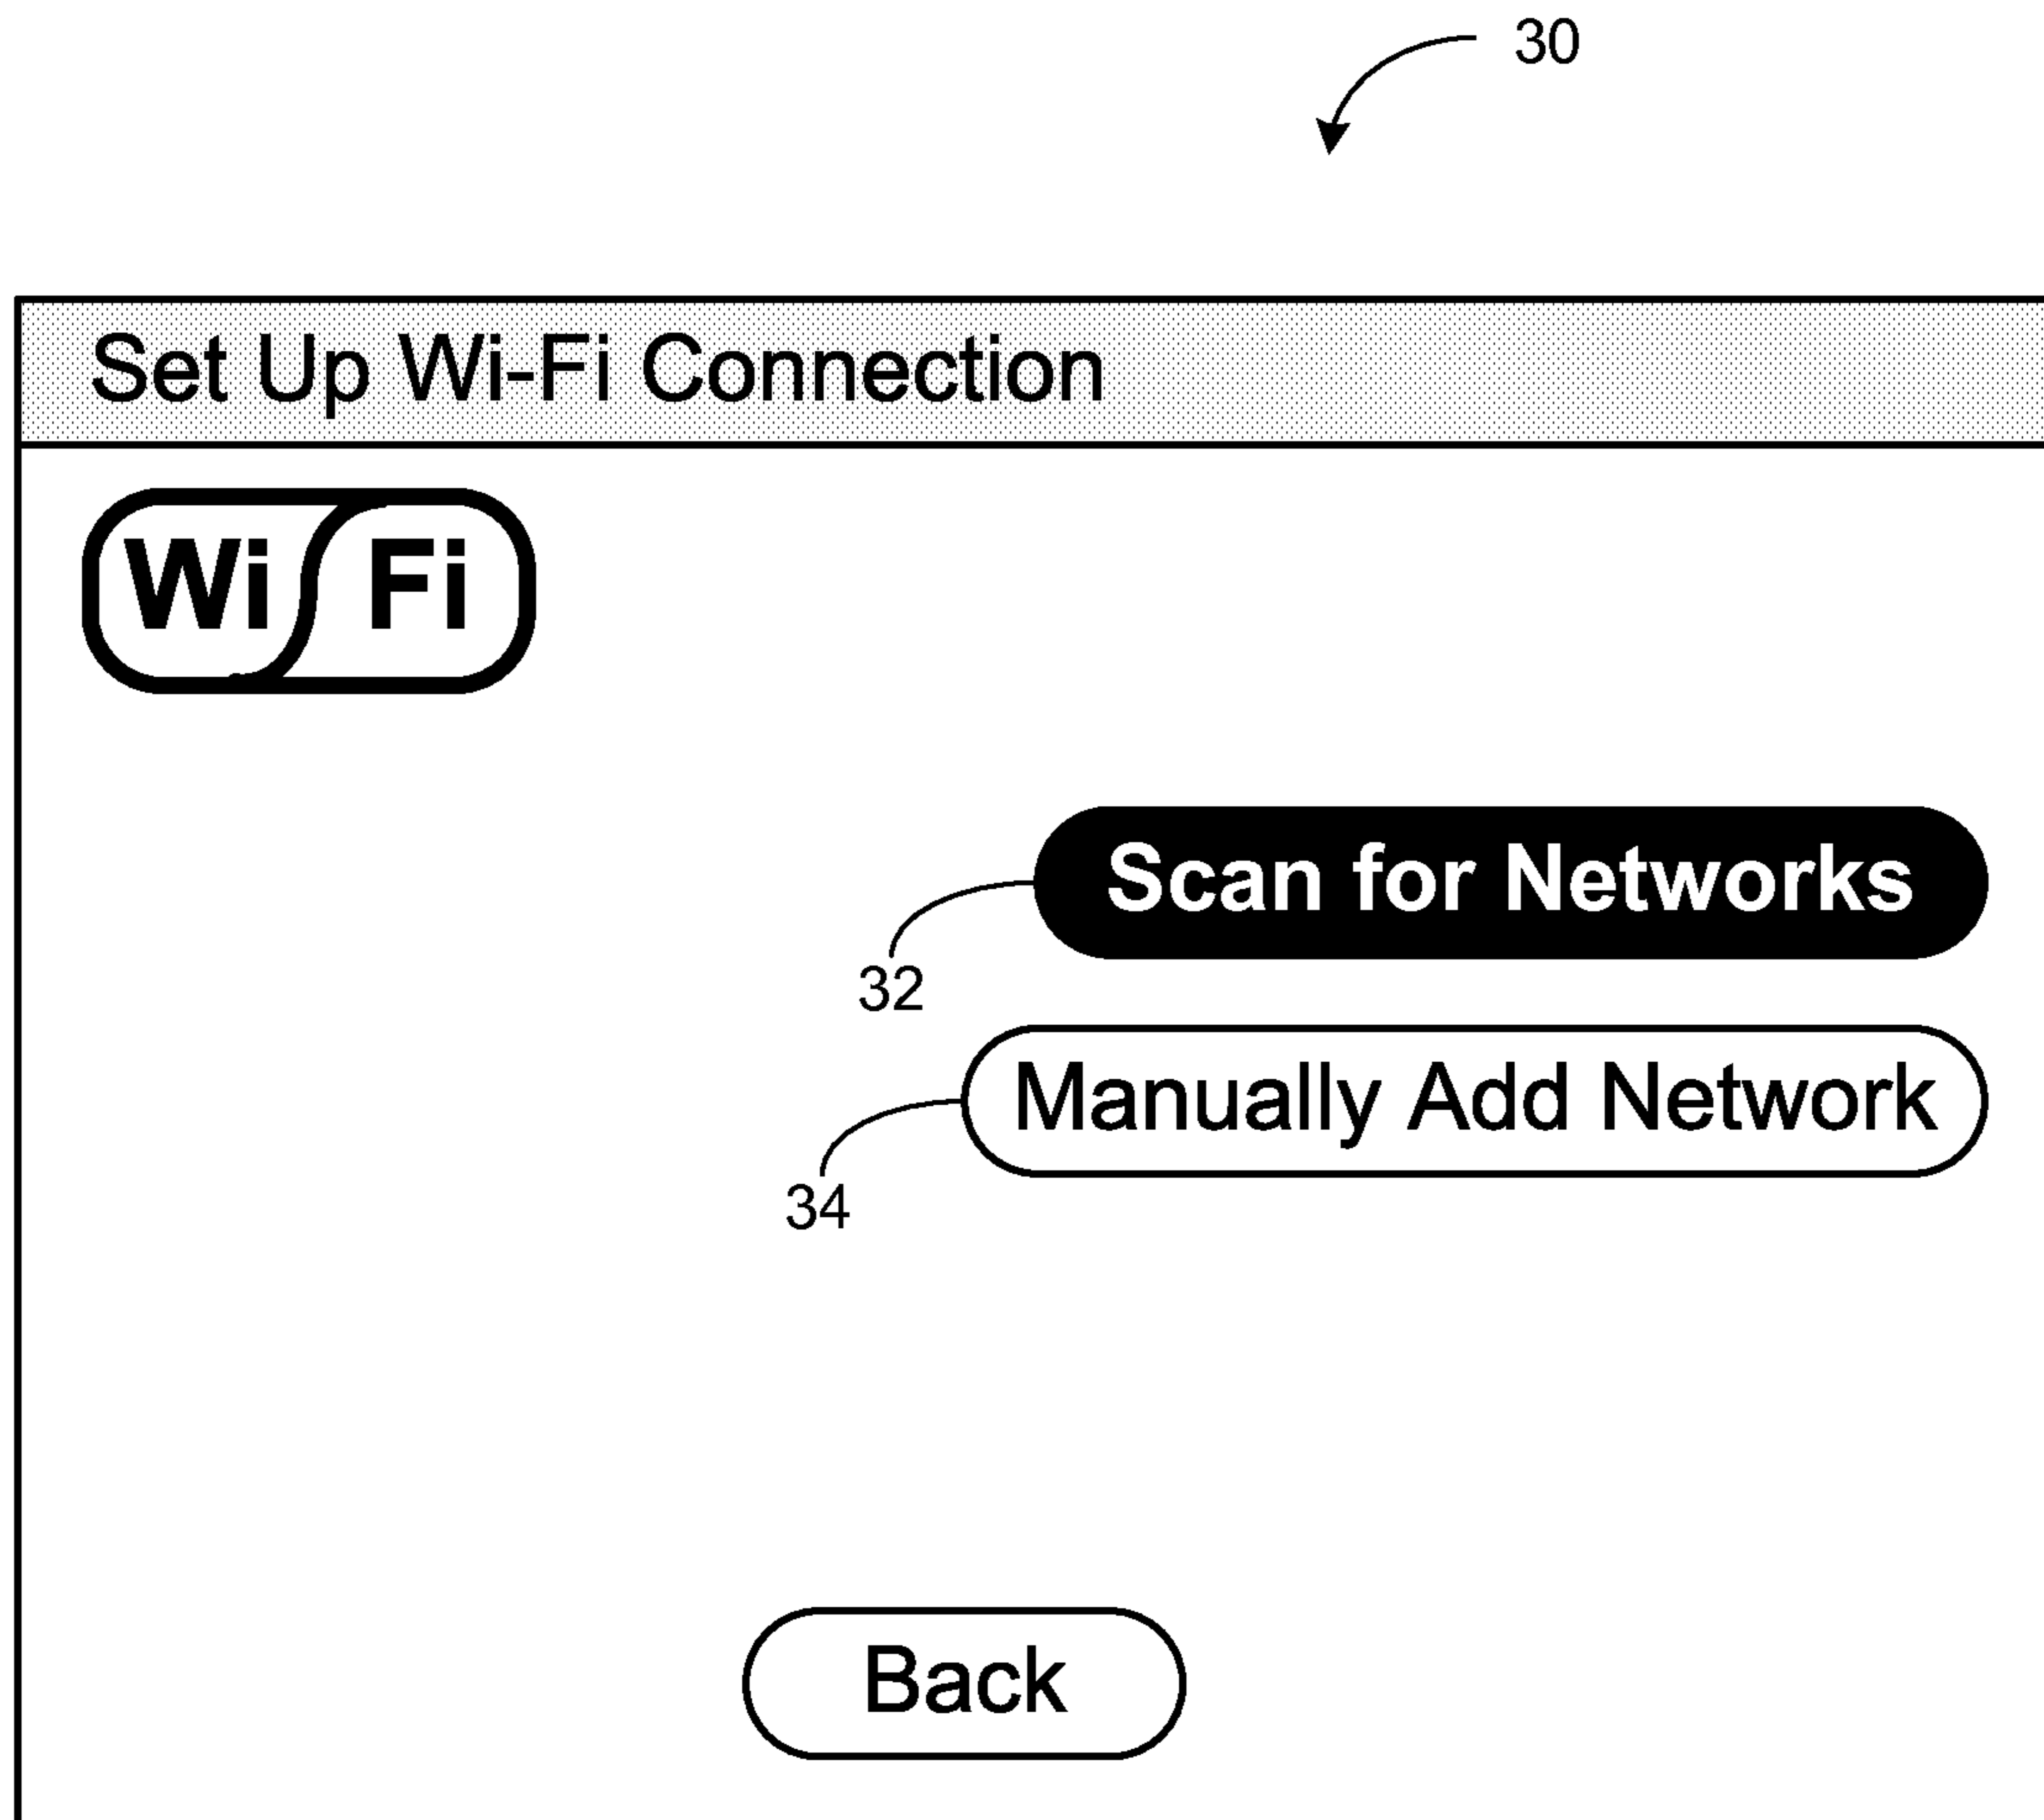 30
Set Up Wi-Fi Connection
Wi Fi
Scan for Networks
32
Manually Add Network
34
Back